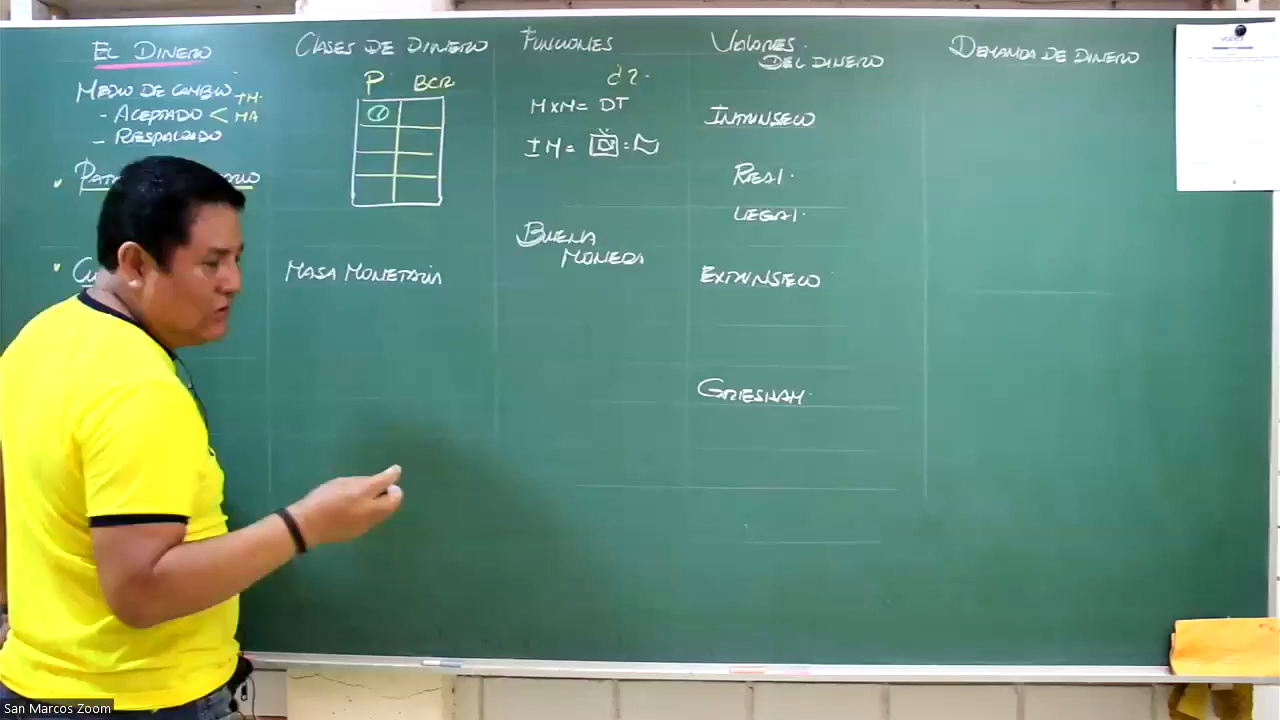 EL DINERO
MEDIO DE CAMBIO
- ACEPTADO < TM.
MA
- RESPALDADO
CLASES DE DINERO
P BCR
MASA MONETARIA
FUNCIONES
M x M = DT
± M =
BUENA
MONEDA
VALORES
DEL DINERO
INTRINSECO
REAL.
LEGAL.
EXTRINSECO
GRESHAM.
DEMANDA DE DINERO
San Marcos Zoom